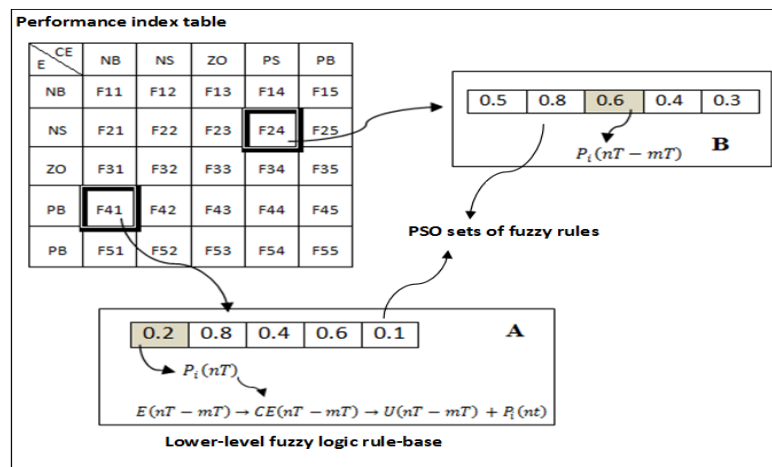 Performance index table
CE
E
NB NS ZO PS PB
NB F11 F12 F13 F14 F15
NS F21 F22 F23 F24 F25
ZO F31 F32 F33 F34 F35
PB F41 F42 F43 F44 F45
PB F51 F52 F53 F54 F55
0.5 0.8 0.6 0.4 0.3
P_i(nT − mT)
B
PSO sets of fuzzy rules
0.2 0.8 0.4 0.6 0.1
A
P_i(nT)
E(nT − mT) → CE(nT − mT) → U(nT − mT) + P_i(nt)
Lower-level fuzzy logic rule-base